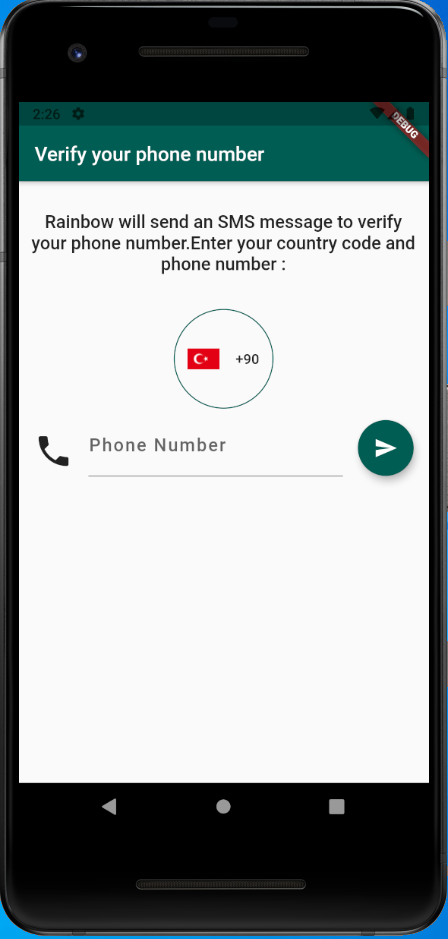 2:26
DEBUG
Verify your phone number
Rainbow will send an SMS message to verify
your phone number.Enter your country code and
phone number :
+90
Phone Number